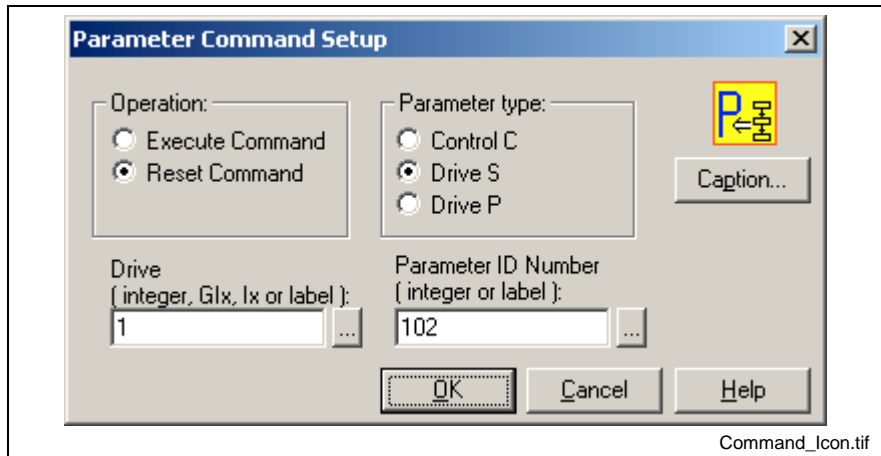 Parameter Command Setup
Operation:
Execute Command
Reset Command
Parameter type:
Control C
Drive S
Drive P
P
Caption...
Drive
( integer, GIx, Ix or label ):
1
...
Parameter ID Number
( integer or label ):
102
...
OK
Cancel
Help
Command_Icon.tif